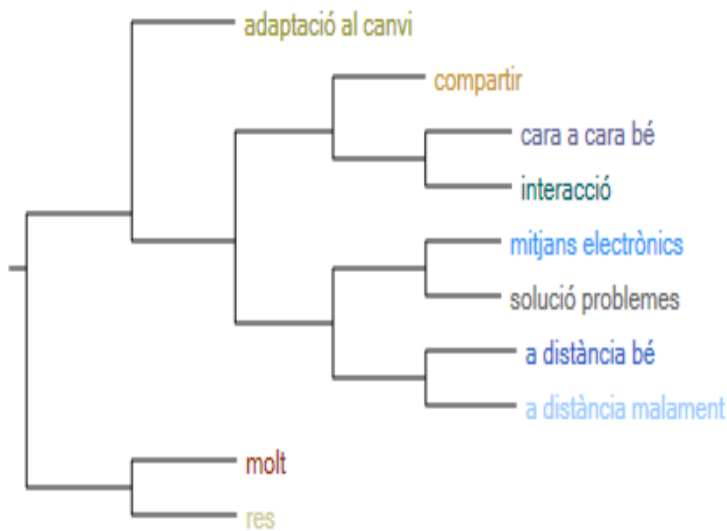 adaptació al canvi
compartir
cara a cara bé
interacció
mitjans electrònics
solució problemes
a distància bé
a distància malament
molt
res